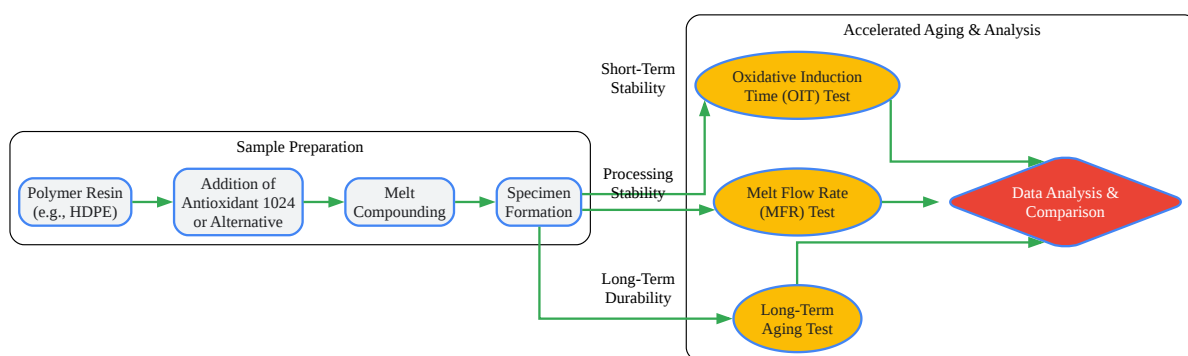 Sample Preparation
Polymer Resin
(e.g., HDPE)
Addition of
Antioxidant 1024
or Alternative
Melt
Compounding
Specimen
Formation
Short-Term
Stability
Processing
Stability
Long-Term
Durability
Accelerated Aging & Analysis
Oxidative Induction
Time (OIT) Test
Melt Flow Rate
(MFR) Test
Long-Term
Aging Test
Data Analysis &
Comparison